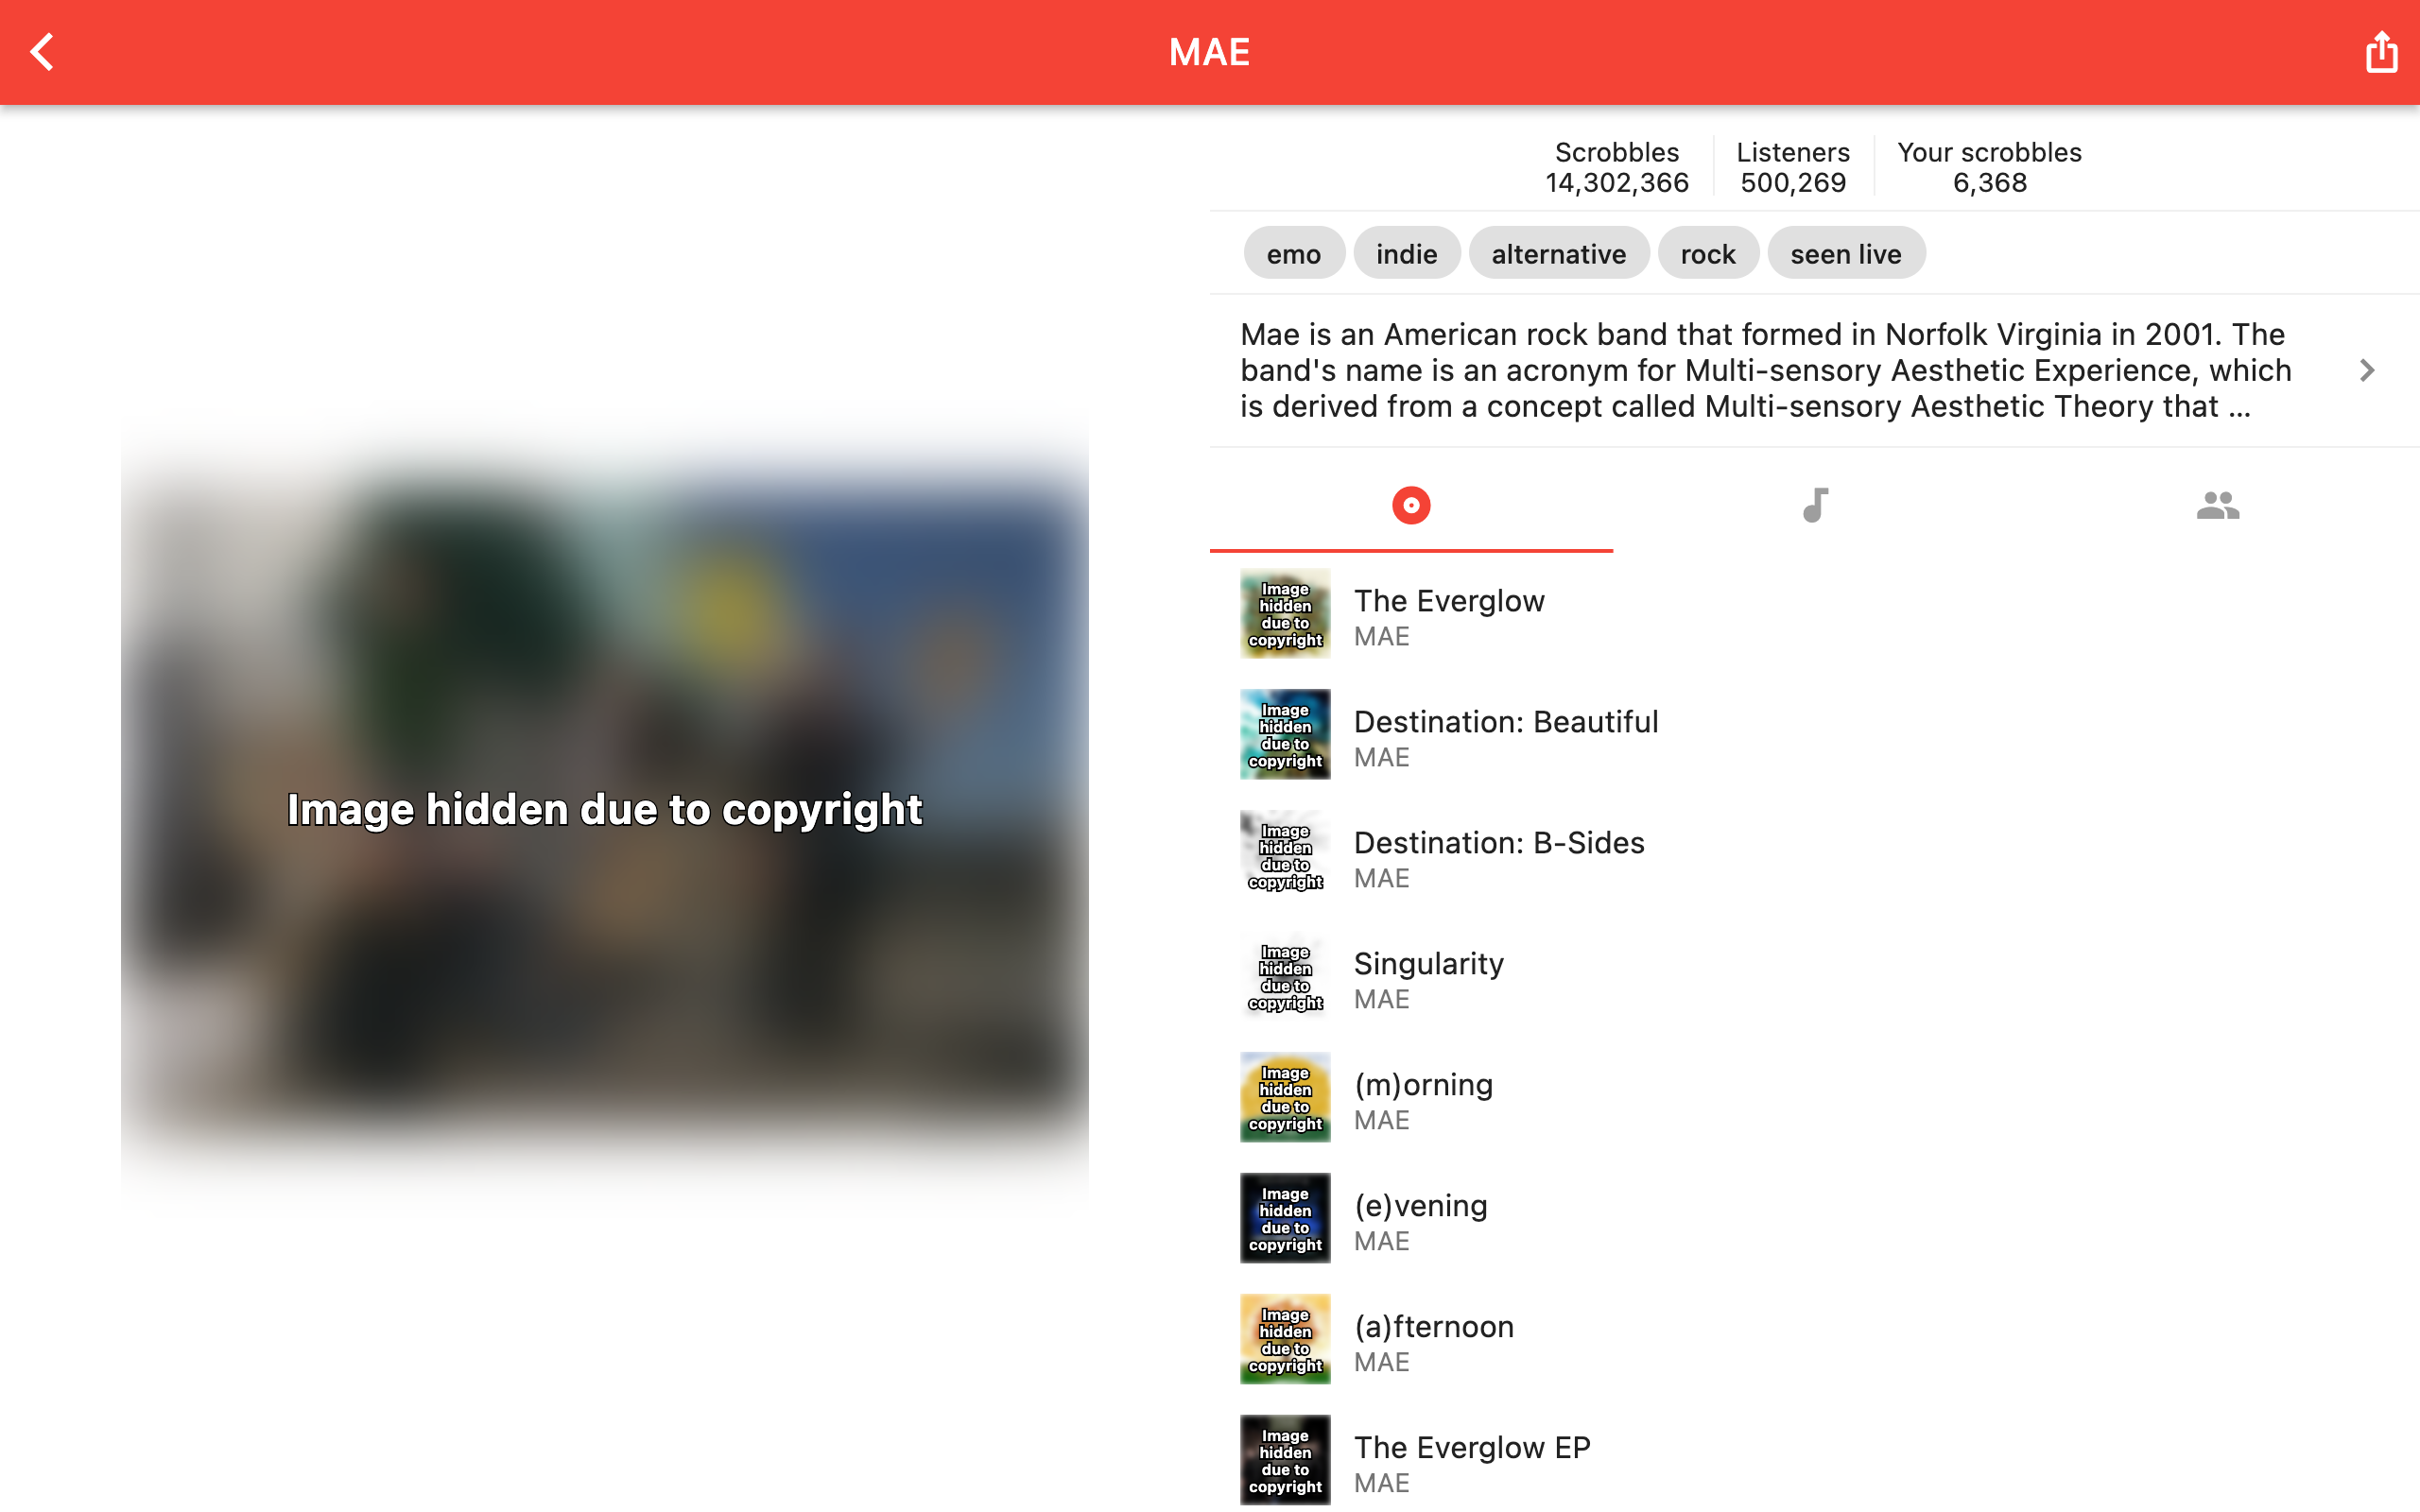 MAE
Scrobbles
14,302,366
Listeners
500,269
Your scrobbles
6,368
emo
indie
alternative
rock
seen live
Mae is an American rock band that formed in Norfolk Virginia in 2001. The
band's name is an acronym for Multi-sensory Aesthetic Experience, which
is derived from a concept called Multi-sensory Aesthetic Theory that ...
Image hidden due to copyright
Image
hidden
due to
copyright
The Everglow
MAE
Image
hidden
due to
copyright
Destination: Beautiful
MAE
Image
hidden
due to
copyright
Destination: B-Sides
MAE
Image
hidden
due to
copyright
Singularity
MAE
Image
hidden
due to
copyright
(m)orning
MAE
Image
hidden
due to
copyright
(e)vening
MAE
Image
hidden
due to
copyright
(a)fternoon
MAE
Image
hidden
due to
copyright
The Everglow EP
MAE